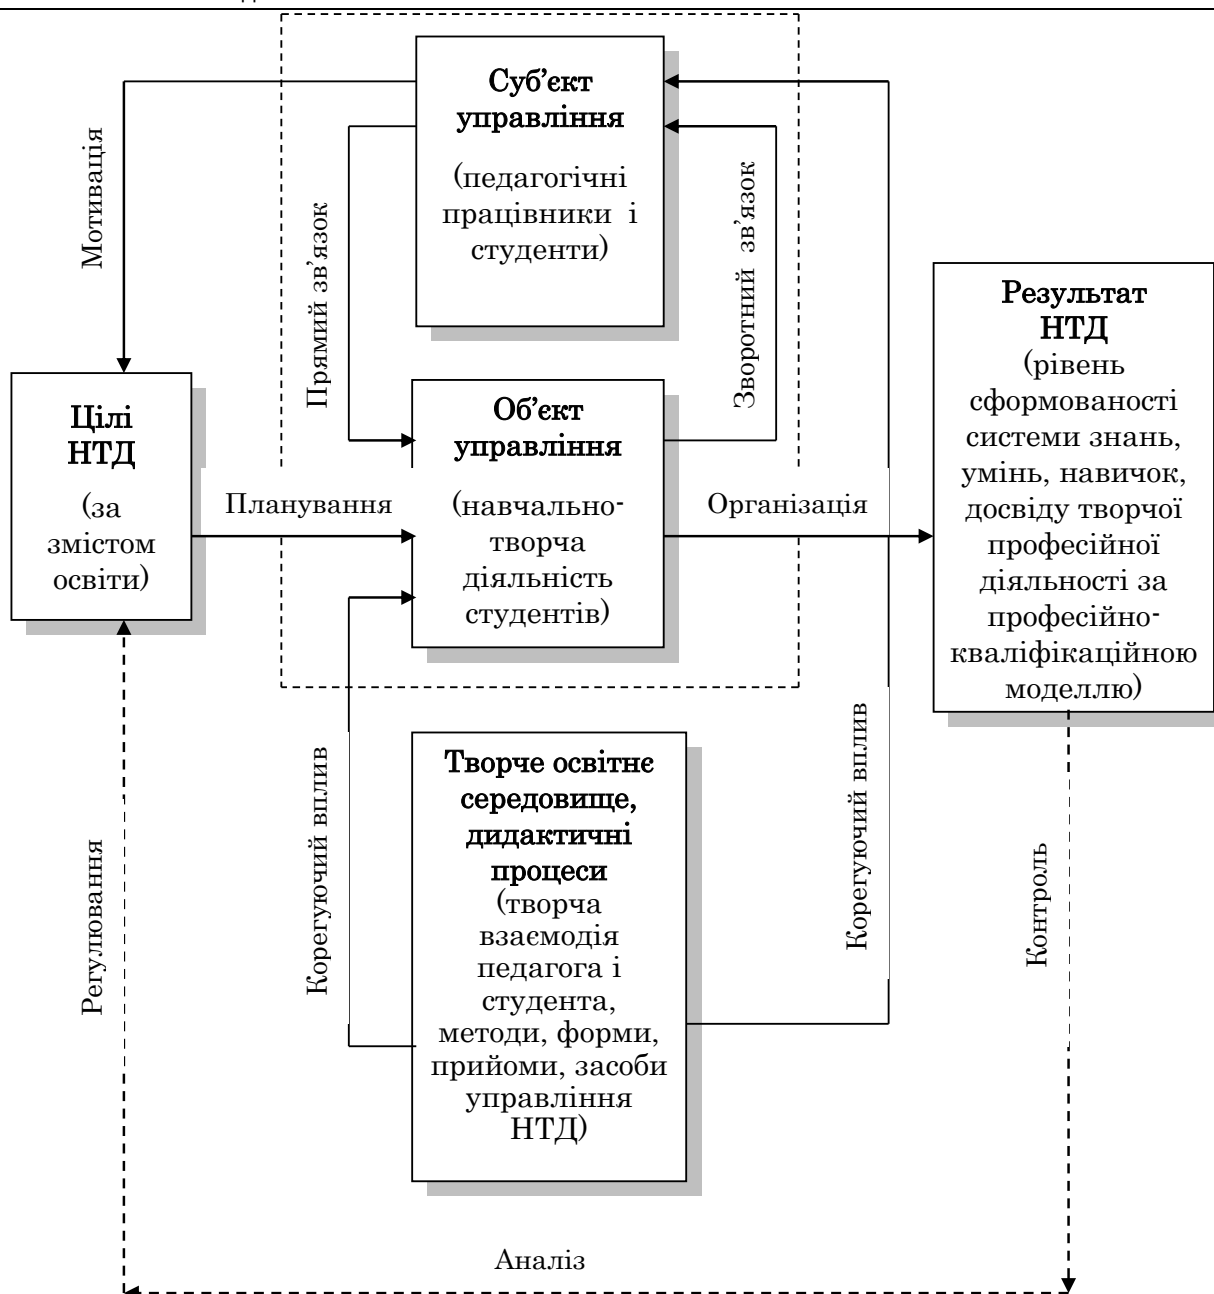 Суб’єкт
управління
(педагогічні
працівники і
студенти)
Мотивація
Прямий зв’язок
Зворотний зв’язок
Цілі
НТД
(за
змістом
освіти)
Планування
Об’єкт
управління
(навчально-
творча
діяльність
студентів)
Організація
Результат
НТД
(рівень
сформованості
системи знань,
умінь, навичок,
досвіду творчої
професійної
діяльності за
професійно-
кваліфікаційною
моделлю)
Регулювання
Корегуючий вплив
Творче освітнє
середовище,
дидактичні
процеси
(творча
взаємодія
педагога і
студента,
методи, форми,
прийоми, засоби
управління
НТД)
Корегуючий вплив
Контроль
Аналіз